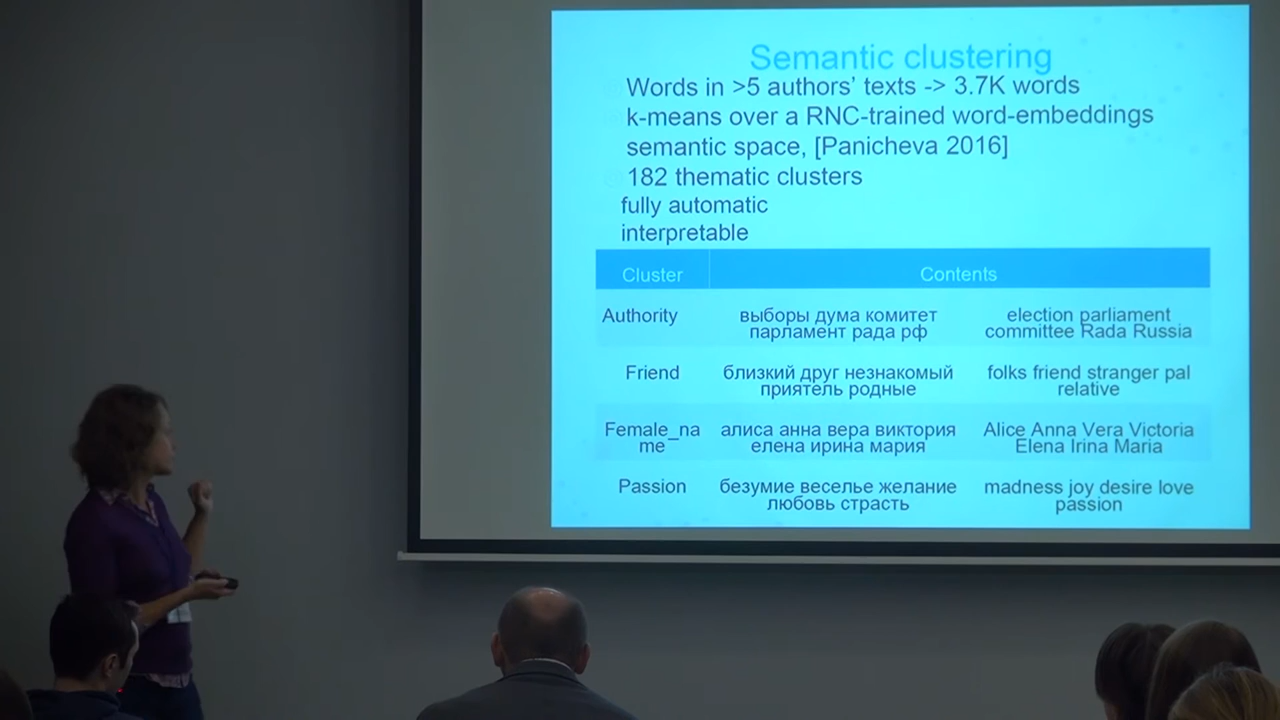 Semantic clustering
Words in >5 authors’ texts -> 3.7K words
k-means over a RNC-trained word-embeddings
semantic space, [Panicheva 2016]
182 thematic clusters
fully automatic
interpretable
Cluster Contents
Authority
выборы дума комитет
парламент рада рф
election parliament
committee Rada Russia
Friend
близкий друг незнакомый
приятель родные
folks friend stranger pal
relative
Female_na
me
алиса анна вера виктория
елена ирина мария
Alice Anna Vera Victoria
Elena Irina Maria
Passion
безумие веселье желание
любовь страсть
madness joy desire love
passion